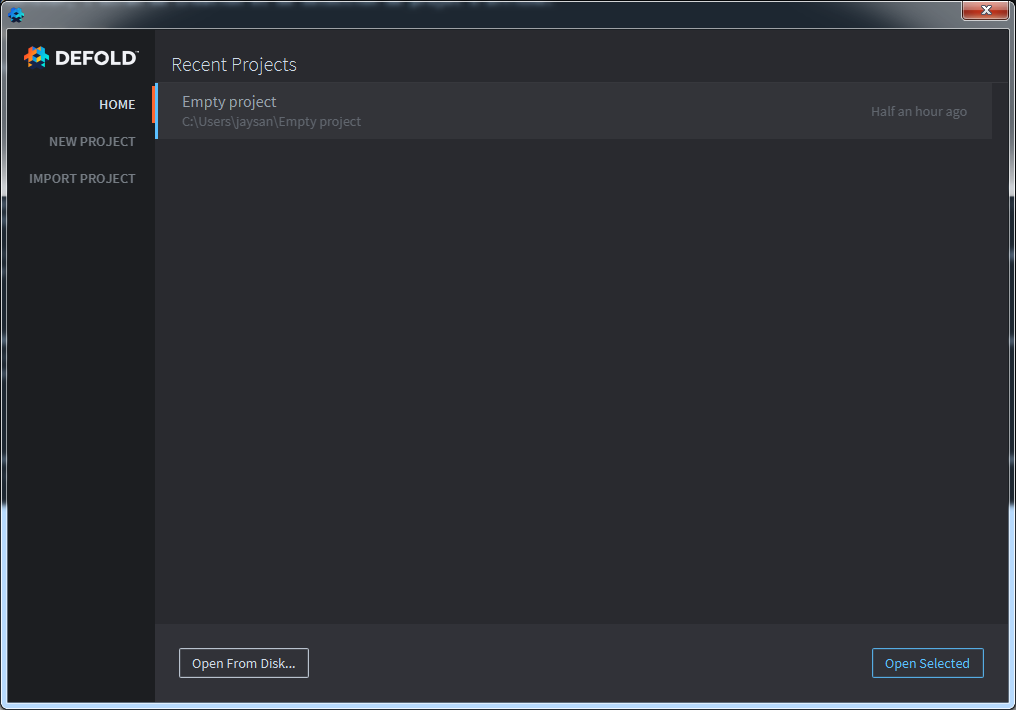 DEFOLD™
HOME
NEW PROJECT
IMPORT PROJECT
Recent Projects
Empty project
C:\Users\jaysan\Empty project
Half an hour ago
Open From Disk...
Open Selected